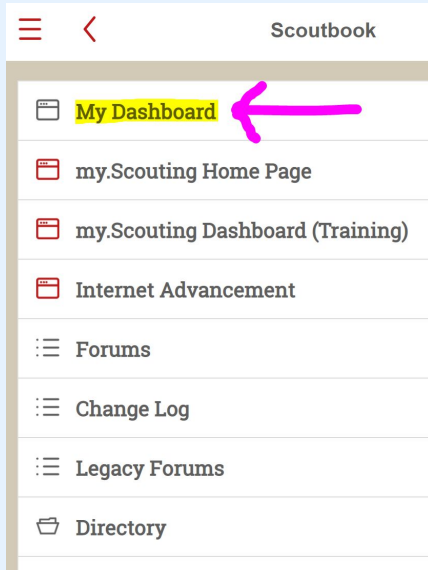 Scoutbook
My Dashboard
my.Scouting Home Page
my.Scouting Dashboard (Training)
Internet Advancement
Forums
Change Log
Legacy Forums
Directory